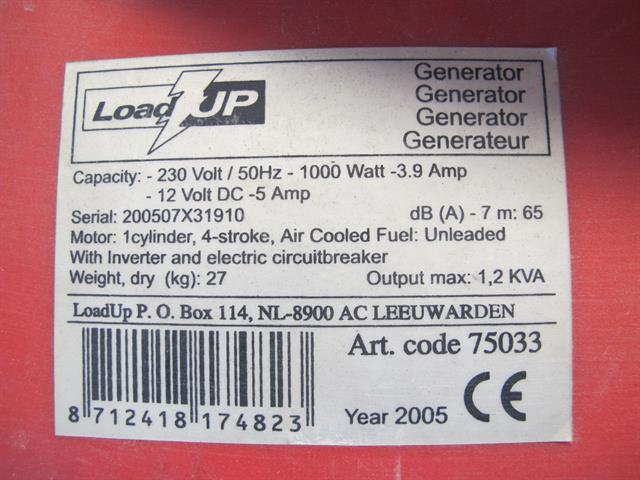 LoadUP
Generator
Generator
Generator
Generateur
Capacity: - 230 Volt / 50Hz - 1000 Watt -3.9 Amp
- 12 Volt DC -5 Amp
Serial: 200507X31910 dB (A) - 7 m: 65
Motor: 1cylinder, 4-stroke, Air Cooled Fuel: Unleaded
With Inverter and electric circuitbreaker
Weight, dry (kg): 27 Output max: 1,2 KVA
LoadUp P. O. Box 114, NL-8900 AC LEEUWARDEN
Art. code 75033
8 712418 174823
Year 2005 CE